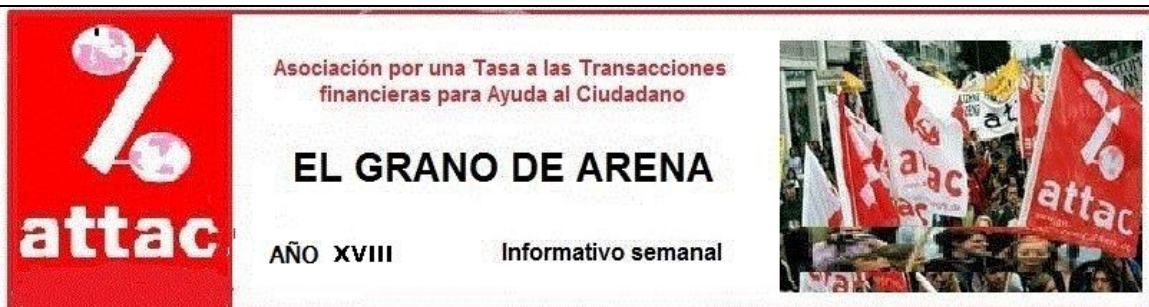 Asociación por una Tasa a las Transacciones
financieras para Ayuda al Ciudadano
EL GRANO DE ARENA
AÑO XVIII Informativo semanal
attac
attac
attac
at